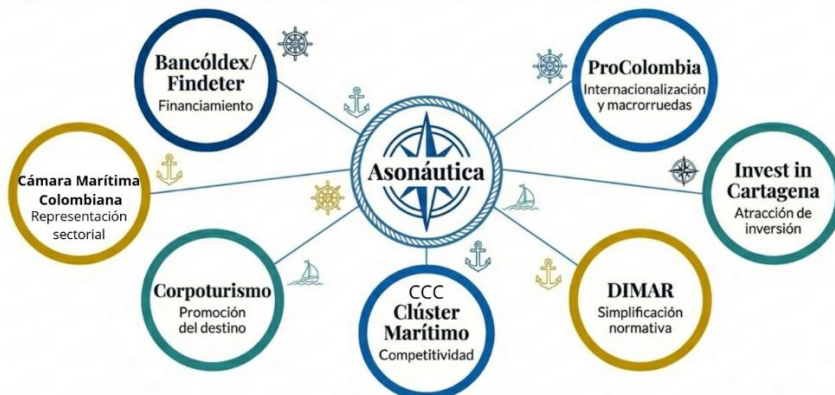 Bancóldex/
Findeter
Financiamiento
ProColombia
Internacionalización
y macrorruedas
Asonáutica
Cámara Marítima
Colombiana
Representación
sectorial
Invest in
Cartagena
Atracción de
inversión
Corpoturismo
Promoción
del destino
CCC
Clúster
Marítimo
Competitividad
DIMAR
Simplificación
normativa